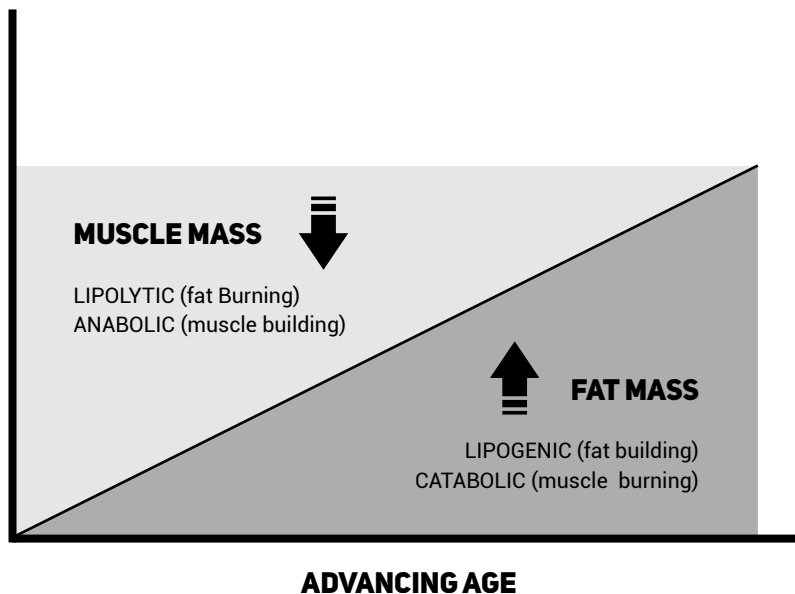 MUSCLE MASS
LIPOLYTIC (fat Burning)
ANABOLIC (muscle building)
FAT MASS
LIPOGENIC (fat building)
CATABOLIC (muscle burning)
ADVANCING AGE